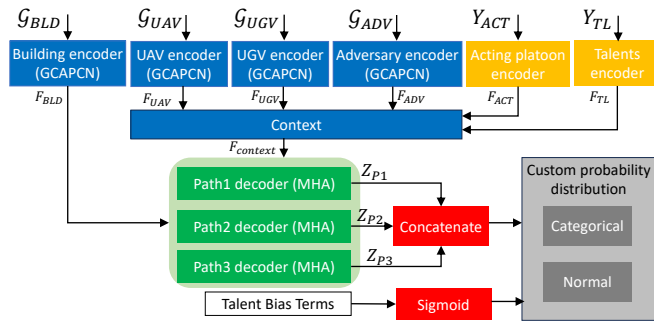 𝒢_BLD 𝒢_UAV 𝒢_UGV 𝒢_ADV Y_ACT Y_TL
Building encoder
(GCAPCN)
UAV encoder
(GCAPCN)
UGV encoder
(GCAPCN)
Adversary encoder
(GCAPCN)
Acting platoon
encoder
Talents
encoder
F_BLD F_UAV F_UGV F_ADV F_ACT F_TL
Context
F_context
Path1 decoder (MHA)
Z_P1
Path2 decoder (MHA)
Z_P2
Path3 decoder (MHA)
Z_P3
Concatenate
Custom probability
distribution
Categorical
Normal
Talent Bias Terms
Sigmoid